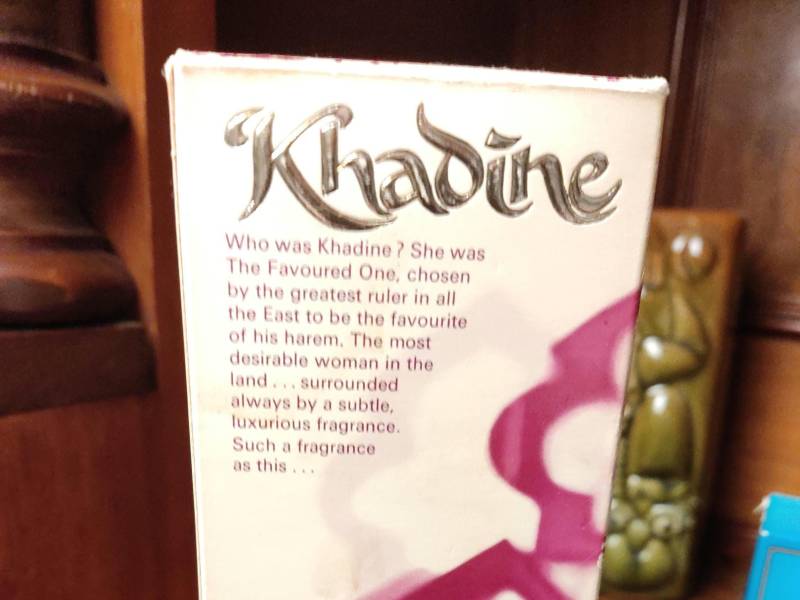 Khadine
Who was Khadine? She was
The Favoured One, chosen
by the greatest ruler in all
the East to be the favourite
of his harem. The most
desirable woman in the
land... surrounded
always by a subtle,
luxurious fragrance.
Such a fragrance
as this...